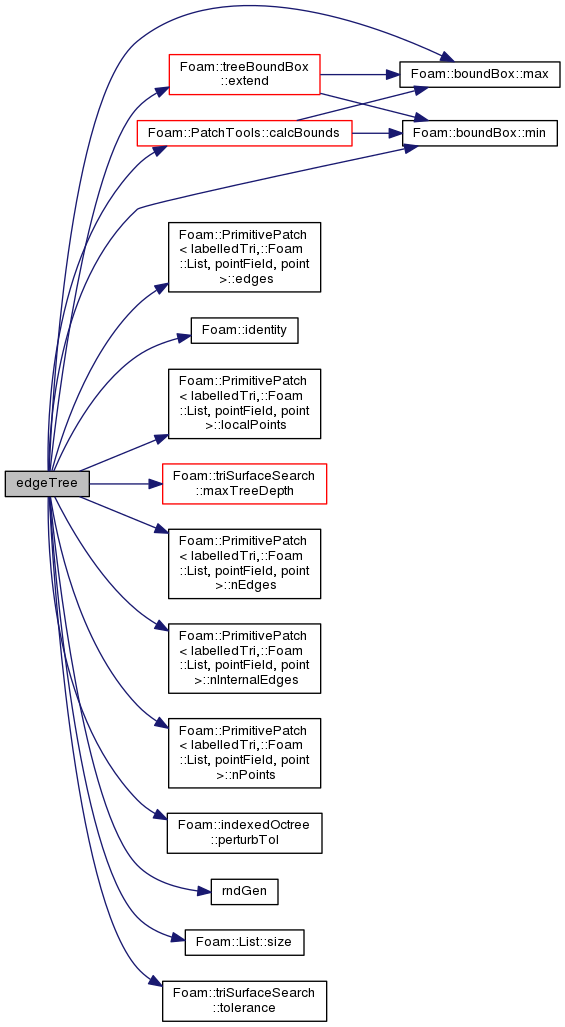 Foam::treeBoundBox
::extend
Foam::boundBox::max
Foam::PatchTools::calcBounds
Foam::boundBox::min
Foam::PrimitivePatch
< labelledTri,::Foam
::List, pointField, point
>::edges
Foam::identity
Foam::PrimitivePatch
< labelledTri,::Foam
::List, pointField, point
>::localPoints
edgeTree
Foam::triSurfaceSearch
::maxTreeDepth
Foam::PrimitivePatch
< labelledTri,::Foam
::List, pointField, point
>::nEdges
Foam::PrimitivePatch
< labelledTri,::Foam
::List, pointField, point
>::nInternalEdges
Foam::PrimitivePatch
< labelledTri,::Foam
::List, pointField, point
>::nPoints
Foam::indexedOctree
::perturbTol
rndGen
Foam::List::size
Foam::triSurfaceSearch
::tolerance